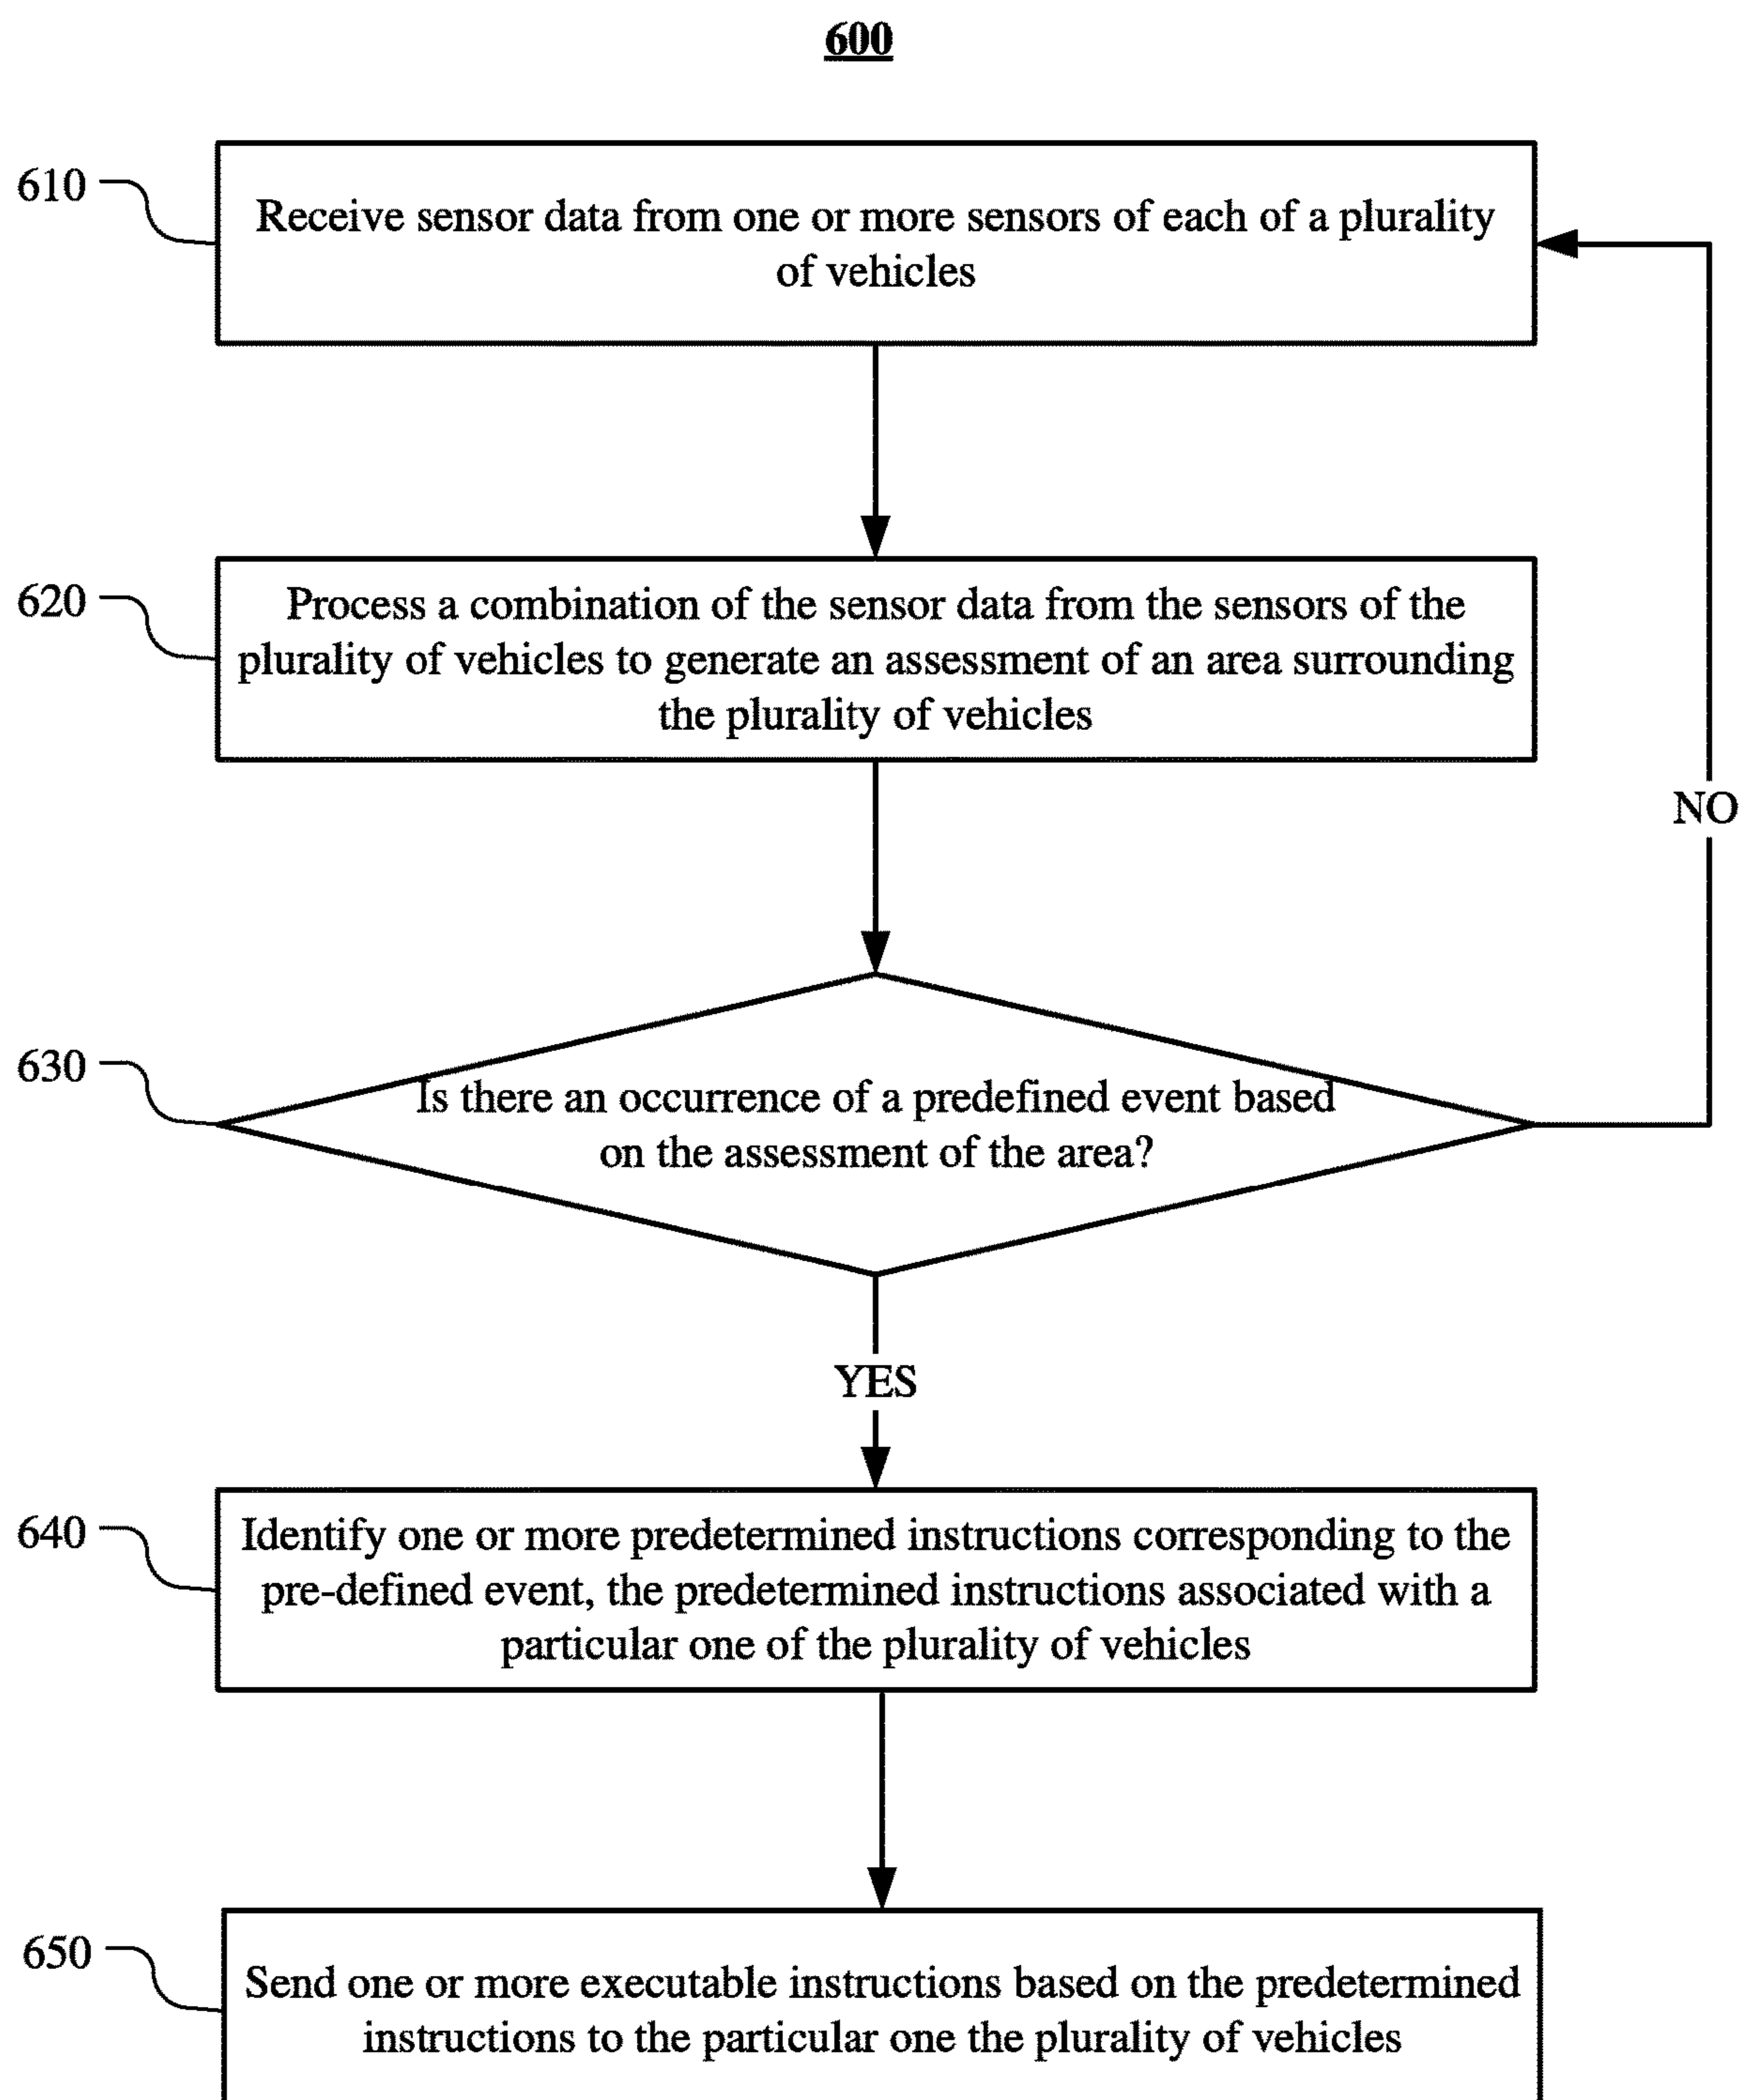 600
610
Receive sensor data from one or more sensors of each of a plurality
of vehicles
620
Process a combination of the sensor data from the sensors of the
plurality of vehicles to generate an assessment of an area surrounding
the plurality of vehicles
NO
630
Is there an occurrence of a predefined event based
on the assessment of the area?
YES
640
Identify one or more predetermined instructions corresponding to the
pre-defined event, the predetermined instructions associated with a
particular one of the plurality of vehicles
650
Send one or more executable instructions based on the predetermined
instructions to the particular one the plurality of vehicles